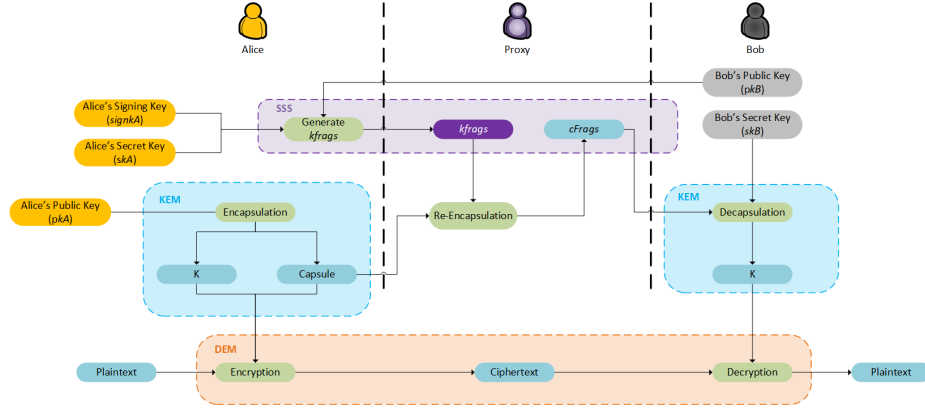 Alice
Proxy
Bob
Bob's Public Key
(pkB)
SSS
Alice's Signing Key
(signkA)
Generate
kfrags
kfrags
cFrags
Bob's Secret Key
(skB)
Alice's Secret Key
(skA)
KEM
KEM
Alice's Public Key
(pkA)
Encapsulation
Re-Encapsulation
Decapsulation
K
Capsule
K
DEM
Plaintext
Encryption
Ciphertext
Decryption
Plaintext